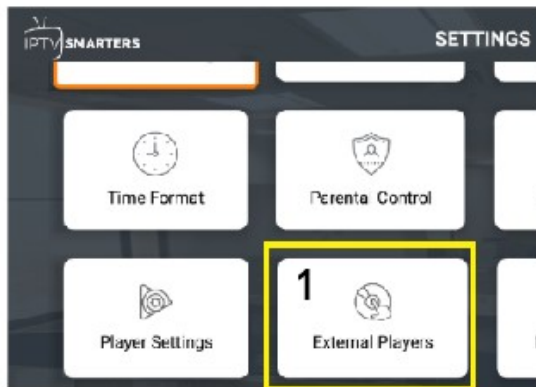 IPTV SMARTERS
SETTINGS
Time Format
Parental Control
1
Player Settings
External Players